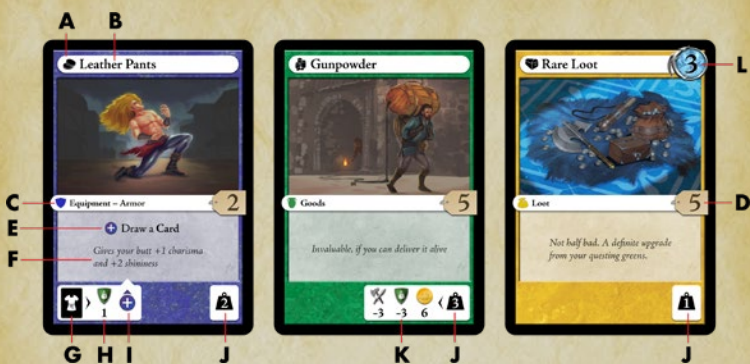 A B
Leather Pants
Gunpowder
Rare Loot
3
L
C
Equipment – Armor
2
Goods
5
Loot
5
D
E
Draw a Card
F
Gives your butt +1 charisma
and +2 shininess
Invaluable, if you can deliver it alive
Not half bad. A definite upgrade
from your questing greens.
1
2
-3 -3 6 3
1
G H I J K J J